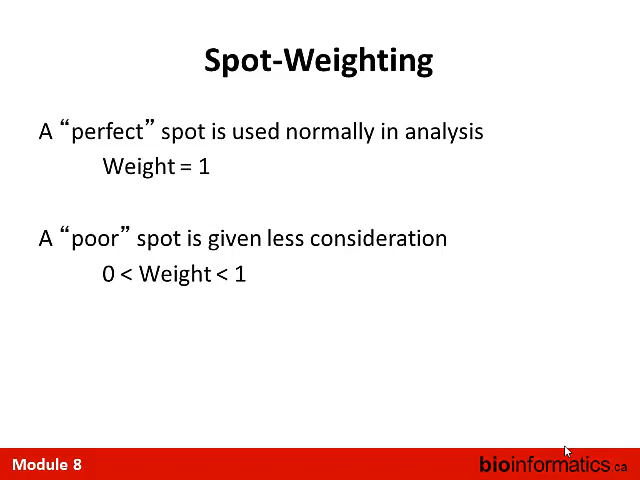 Spot-Weighting
A “perfect” spot is used normally in analysis
Weight = 1
A “poor” spot is given less consideration
0 < Weight < 1
Module 8
bioinformatics.ca